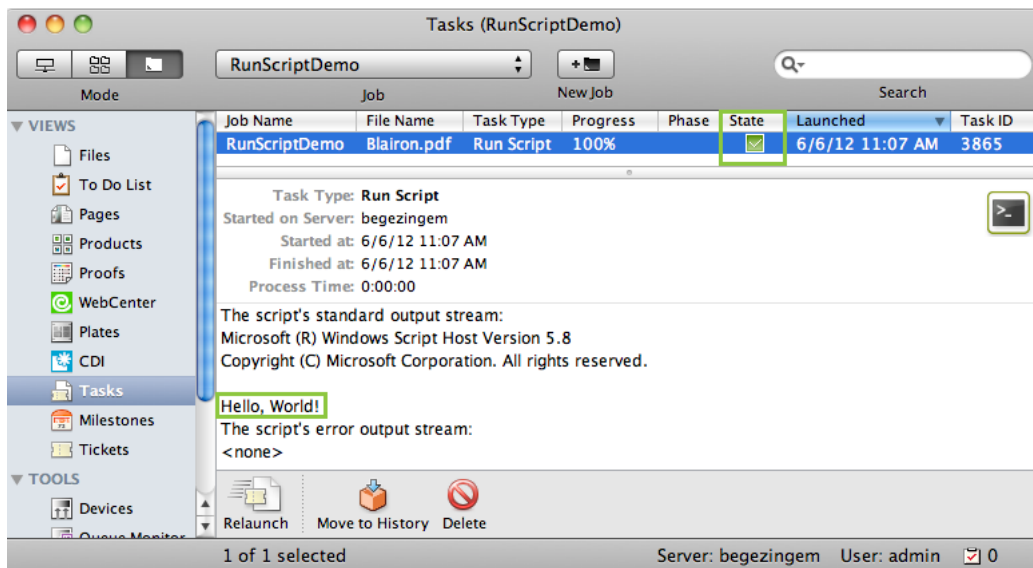 Tasks (RunScriptDemo)
RunScriptDemo
Mode Job New Job Search
VIEWS
Files
To Do List
Pages
Products
Proofs
WebCenter
Plates
CDI
Tasks
Milestones
Tickets
TOOLS
Devices
Queue Monitor
Job Name File Name Task Type Progress Phase State Launched Task ID
RunScriptDemo Blairon.pdf Run Script 100% 6/6/12 11:07 AM 3865
Task Type: Run Script
Started on Server: begezingem
Started at: 6/6/12 11:07 AM
Finished at: 6/6/12 11:07 AM
Process Time: 0:00:00
The script's standard output stream:
Microsoft (R) Windows Script Host Version 5.8
Copyright (C) Microsoft Corporation. All rights reserved.
Hello, World!
The script's error output stream:
<none>
Relaunch Move to History Delete
1 of 1 selected Server: begezingem User: admin 0